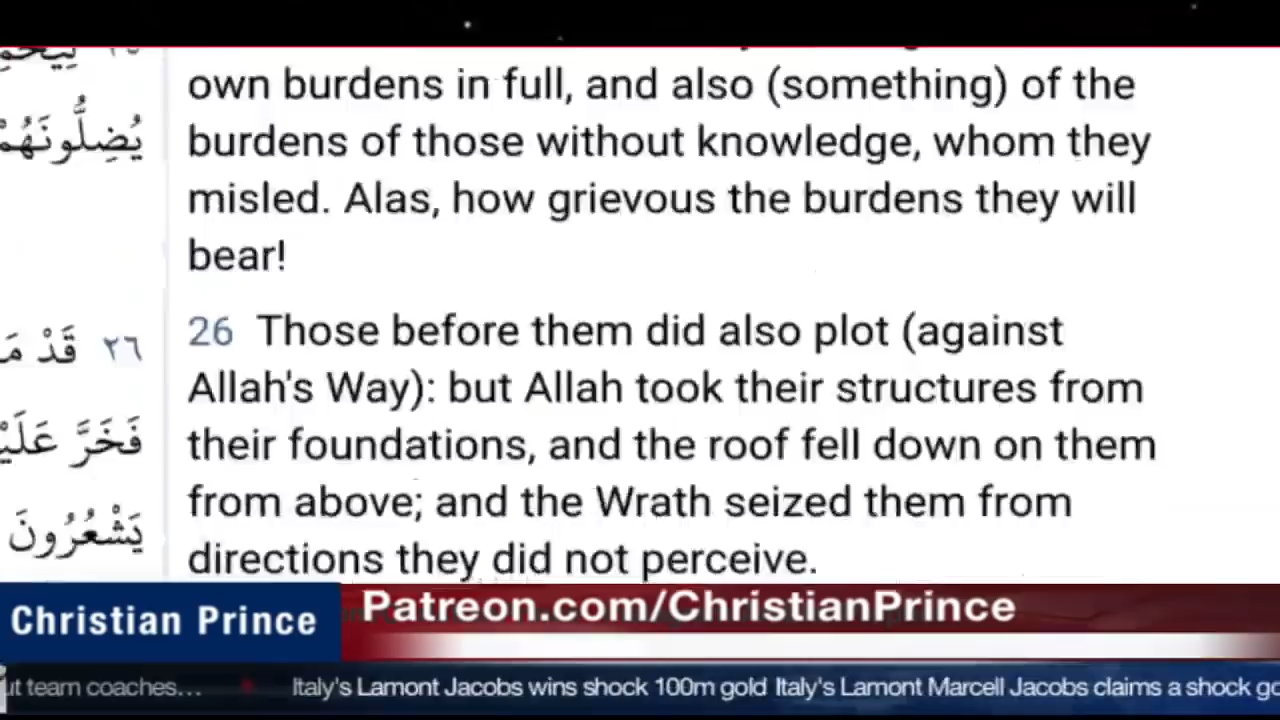 own burdens in full, and also (something) of the
يُضِلُّونَهُمْ
burdens of those without knowledge, whom they
misled. Alas, how grievous the burdens they will
bear!
٢٦ قَدْ
26 Those before them did also plot (against
Allah's Way): but Allah took their structures from
فَخَرَّ
their foundations, and the roof fell down on them
from above; and the Wrath seized them from
يَشْعُرُونَ
directions they did not perceive.
Christian Prince
Patreon.com/ChristianPrince
team coaches... Italy's Lamont Jacobs wins shock 100m gold Italy's Lamont Marcell Jacobs claims a shock